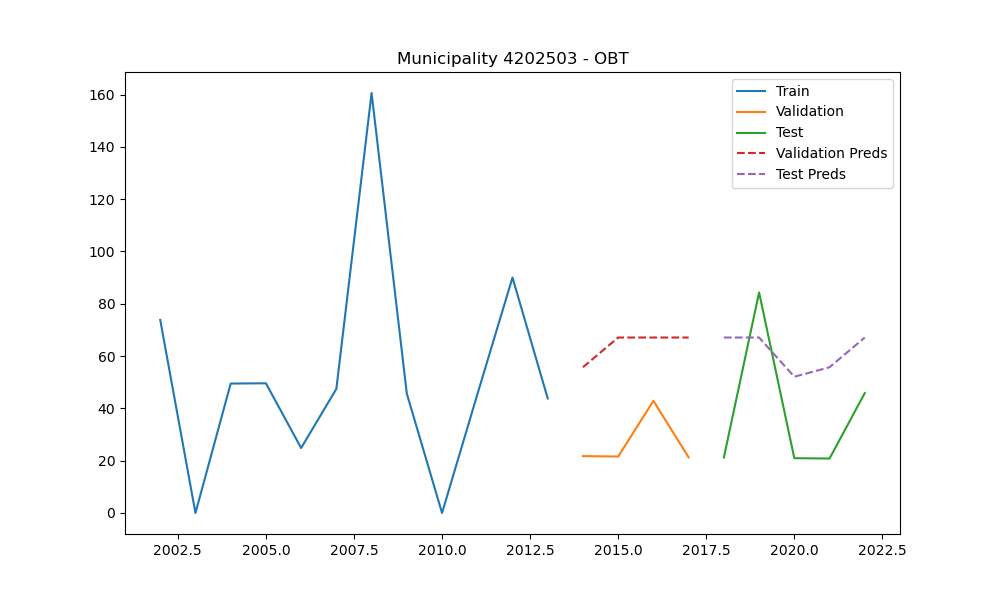 Municipality 4202503 - OBT
160
140
120
100
80
60
40
20
0
2002.5 2005.0 2007.5 2010.0 2012.5 2015.0 2017.5 2020.0 2022.5
Train
Validation
Test
Validation Preds
Test Preds